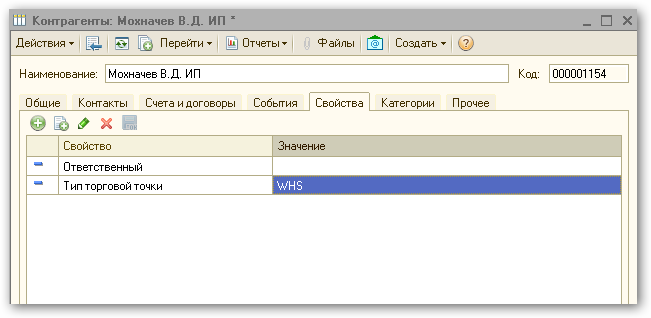 Контрагенты: Мохначев В.Д. ИП *
Действия Перейти Отчеты Файлы Создать ?
Наименование: Мохначев В.Д. ИП Код: 000001154
Общие Контакты Счета и договоры События Свойства Категории Прочее
Свойство Значение
Ответственный
Тип торговой точки WHS